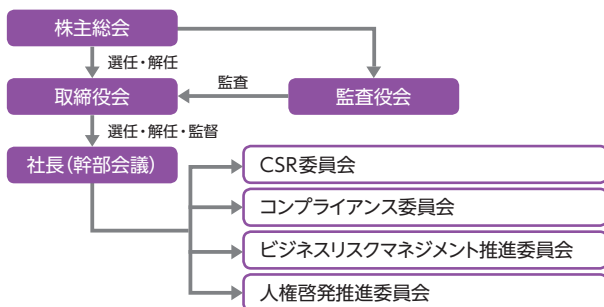 株主総会
選任・解任
監査
取締役会
監査役会
選任・解任・監督
社長(幹部会議)
CSR委員会
コンプライアンス委員会
ビジネスリスクマネジメント推進委員会
人権啓発推進委員会